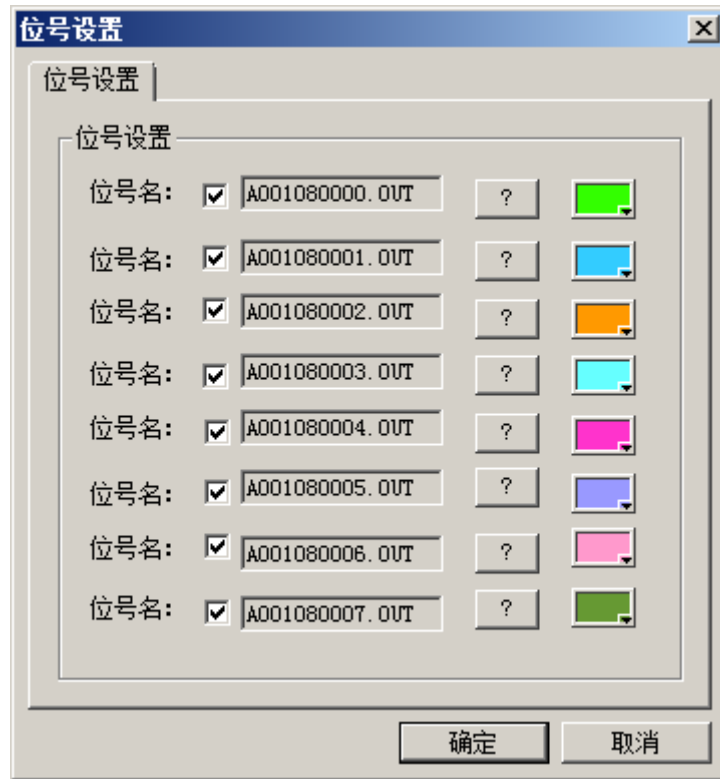 位号设置
位号设置
位号设置
位号名: A001080000.OUT ?
位号名: A001080001.OUT ?
位号名: A001080002.OUT ?
位号名: A001080003.OUT ?
位号名: A001080004.OUT ?
位号名: A001080005.OUT ?
位号名: A001080006.OUT ?
位号名: A001080007.OUT ?
确定 取消